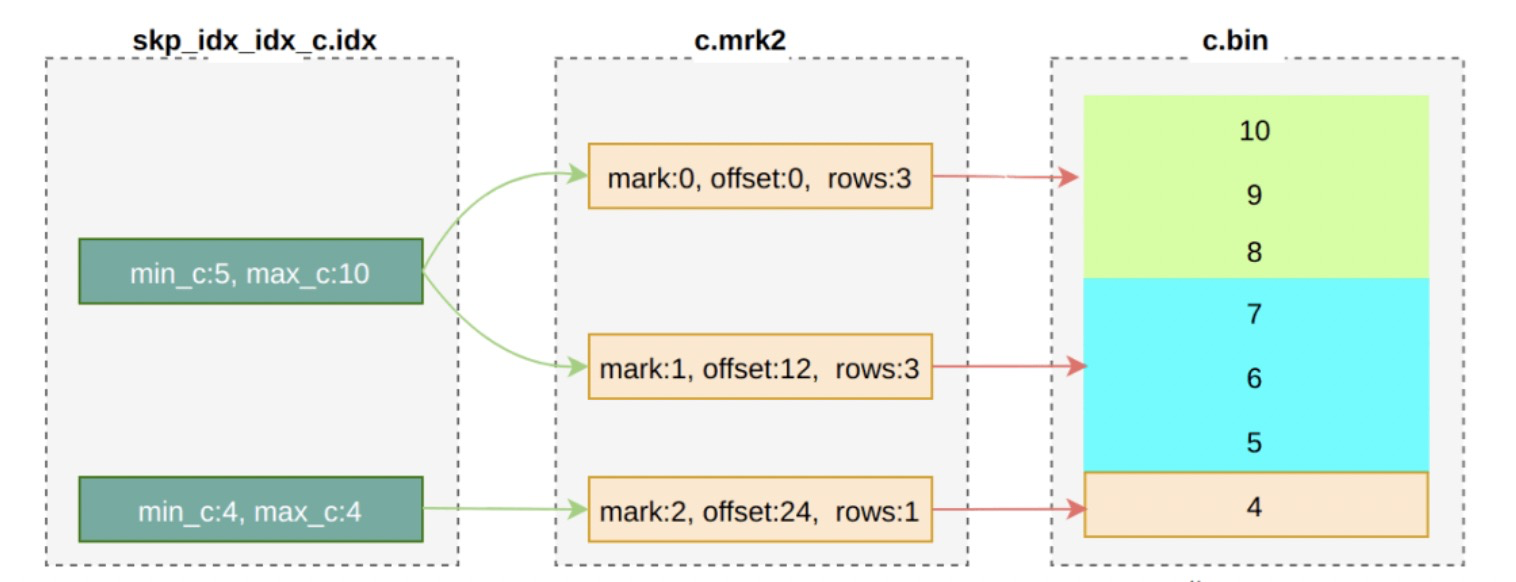 skp_idx_idx_c.idx
min_c:5, max_c:10
min_c:4, max_c:4
c.mrk2
mark:0, offset:0, rows:3
mark:1, offset:12, rows:3
mark:2, offset:24, rows:1
c.bin
10
9
8
7
6
5
4